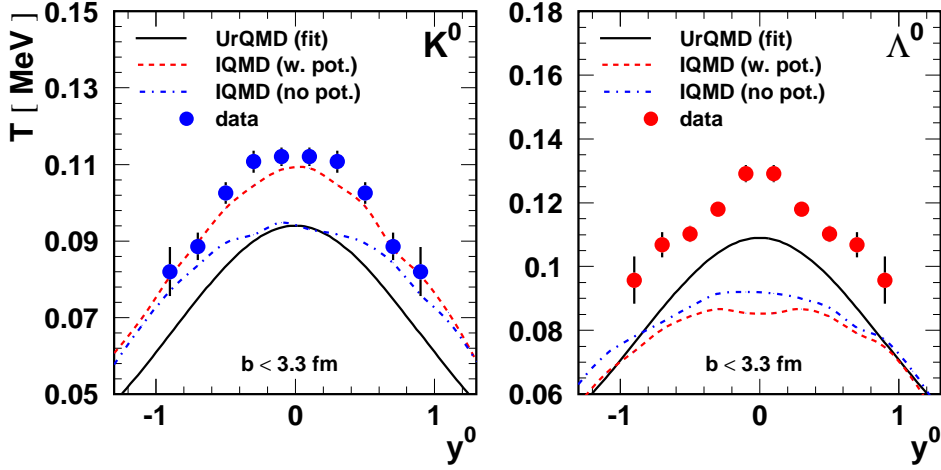 T [ MeV]
0.15
0.13
0.11
0.09
0.07
0.05
UrQMD (fit)
IQMD (w. pot.)
IQMD (no pot.)
data
K⁰
b < 3.3 fm
-1 0 1
y⁰
0.18
0.16
0.14
0.12
0.1
0.08
0.06
UrQMD (fit)
IQMD (w. pot.)
IQMD (no pot.)
data
Λ⁰
b < 3.3 fm
-1 0 1
y⁰